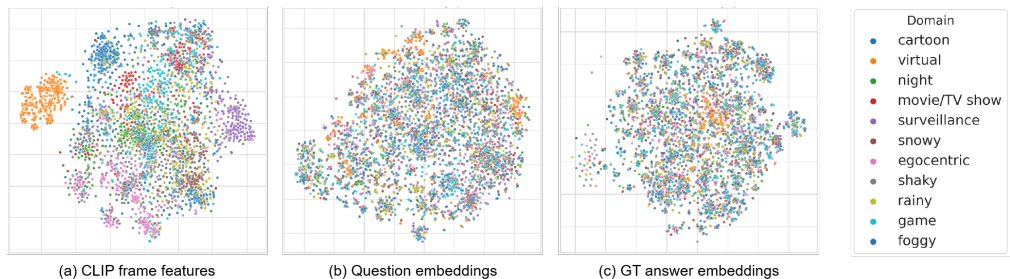 Domain
cartoon
virtual
night
movie/TV show
surveillance
snowy
egocentric
shaky
rainy
game
foggy
(a) CLIP frame features
(b) Question embeddings
(c) GT answer embeddings